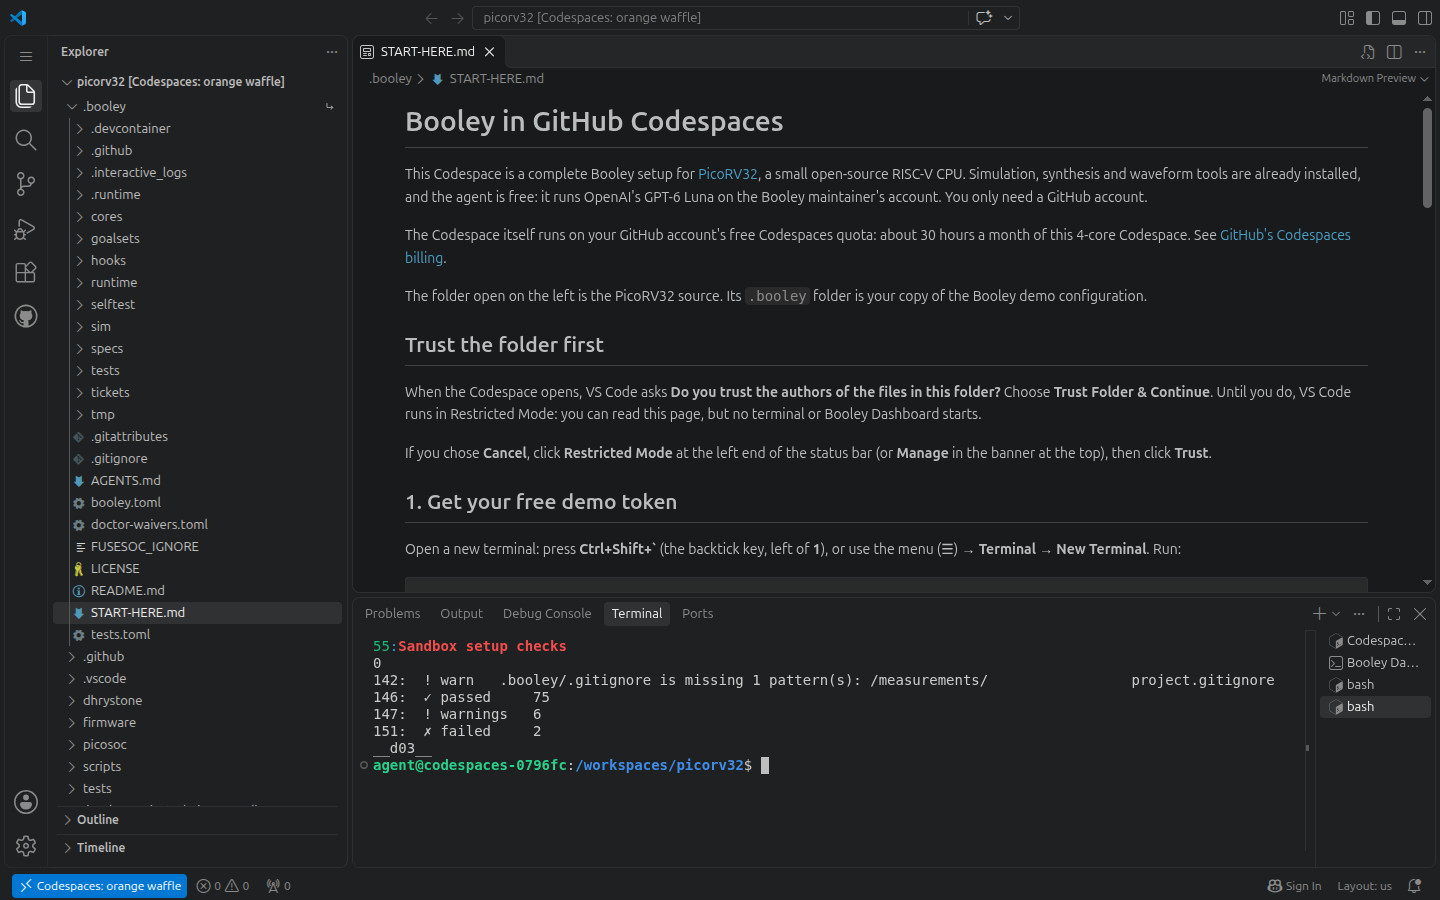 picorv32 [Codespaces: orange waffle]
Explorer
picorv32 [Codespaces: orange waffle]
.booley
.devcontainer
.github
.interactive_logs
.runtime
cores
goalsets
hooks
runtime
selftest
sim
specs
tests
tickets
tmp
.gitattributes
.gitignore
AGENTS.md
booley.toml
doctor-waivers.toml
FUSESOC_IGNORE
LICENSE
README.md
START-HERE.md
tests.toml
.github
.vscode
dhrystone
firmware
picosoc
scripts
tests
Outline
Timeline
START-HERE.md
.booley > START-HERE.md
Markdown Preview
Booley in GitHub Codespaces
This Codespace is a complete Booley setup for PicoRV32, a small open-source RISC-V CPU. Simulation, synthesis and waveform tools are already installed,
and the agent is free: it runs OpenAI's GPT-6 Luna on the Booley maintainer's account. You only need a GitHub account.
The Codespace itself runs on your GitHub account's free Codespaces quota: about 30 hours a month of this 4-core Codespace. See GitHub's Codespaces
billing.
The folder open on the left is the PicoRV32 source. Its .booley folder is your copy of the Booley demo configuration.
Trust the folder first
When the Codespace opens, VS Code asks Do you trust the authors of the files in this folder? Choose Trust Folder & Continue. Until you do, VS Code
runs in Restricted Mode: you can read this page, but no terminal or Booley Dashboard starts.
If you chose Cancel, click Restricted Mode at the left end of the status bar (or Manage in the banner at the top), then click Trust.
1. Get your free demo token
Open a new terminal: press Ctrl+Shift+` (the backtick key, left of 1), or use the menu (☰) → Terminal → New Terminal. Run:
Problems Output Debug Console Terminal Ports
55:Sandbox setup checks
0
142:  ! warn   .booley/.gitignore is missing 1 pattern(s): /measurements/                 project.gitignore
146:  ✓ passed     75
147:  ! warnings   6
151:  ✗ failed     2
__d03__
agent@codespaces-0796fc:/workspaces/picorv32$
Codespac...
Booley Da...
bash
bash
Codespaces: orange waffle 0 0 0
Sign In Layout: us